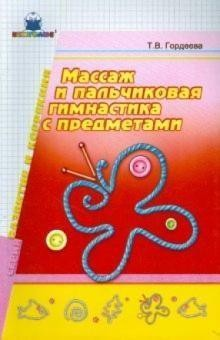 Т.В. Гордеева
Массаж
и пальчиковая
гимнастика
с предметами